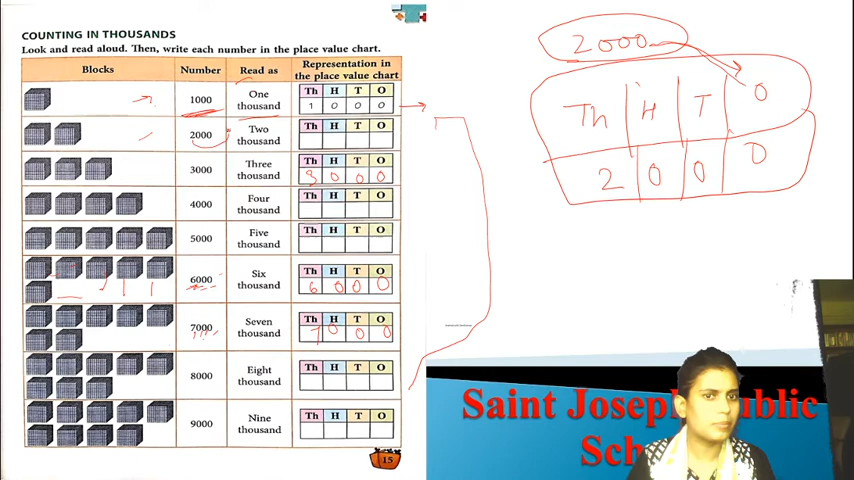 COUNTING IN THOUSANDS
Look and read aloud. Then, write each number in the place value chart.
Blocks Number Read as Representation in the place value chart
Th H T O
1000 One thousand 1 0 0 0
Th H T O
2000 Two thousand
Th H T O
3000 Three thousand 3 0 0 0
Th H T O
4000 Four thousand
Th H T O
5000 Five thousand
Th H T O
6000 Six thousand 6 0 0 0
Th H T O
7000 Seven thousand 7 0 0 0
Th H T O
8000 Eight thousand
Th H T O
9000 Nine thousand
15
2000
Th H T O
2 0 0 0